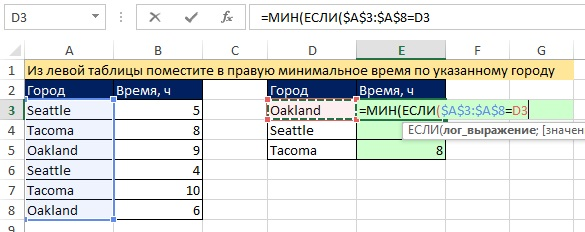 D3 =МИН(ЕСЛИ($A$3:$A$8=D3
A B C D E F G
1 Из левой таблицы поместите в правую минимальное время по указанному городу
2 Город Время, ч Город Время, ч
3 Seattle 5 Oakland =МИН(ЕСЛИ($A$3:$A$8=D3
4 Tacoma 8 Seattle ЕСЛИ(лог_выражение; [значен
5 Oakland 9 Tacoma 8
6 Seattle 4
7 Tacoma 10
8 Oakland 6
9